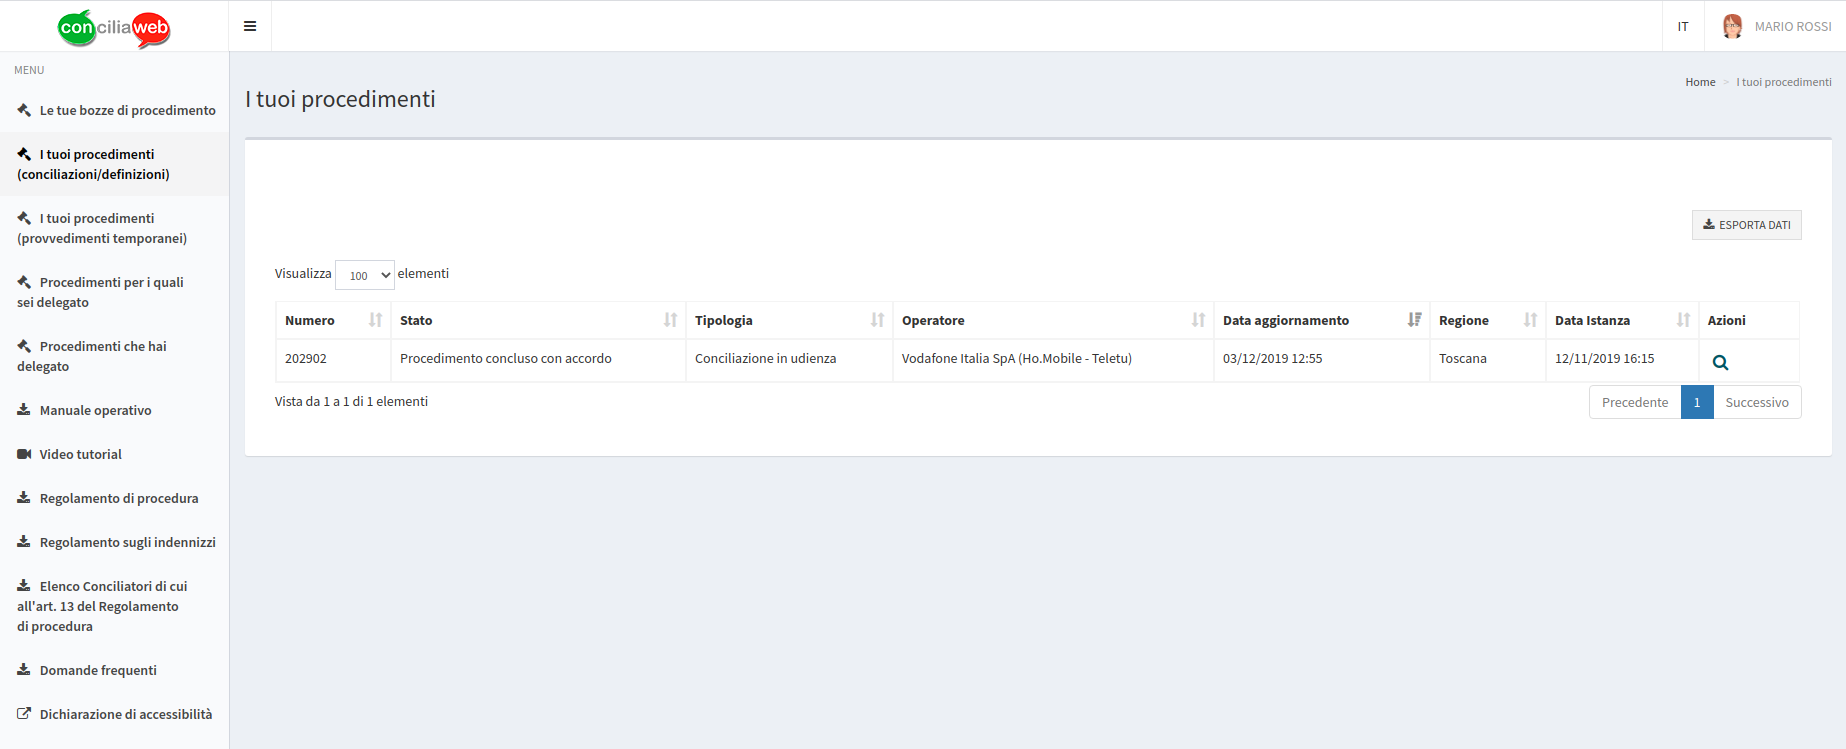 conciliaweb
IT
MARIO ROSSI
MENU
Le tue bozze di procedimento
I tuoi procedimenti
(conciliazioni/definizioni)
I tuoi procedimenti
(provvedimenti temporanei)
Procedimenti per i quali
sei delegato
Procedimenti che hai
delegato
Manuale operativo
Video tutorial
Regolamento di procedura
Regolamento sugli indennizzi
Elenco Conciliatori di cui
all'art. 13 del Regolamento
di procedura
Domande frequenti
Dichiarazione di accessibilità
I tuoi procedimenti
Home > I tuoi procedimenti
ESPORTA DATI
Visualizza 100 elementi
Numero Stato Tipologia Operatore Data aggiornamento Regione Data Istanza Azioni
202902 Procedimento concluso con accordo Conciliazione in udienza Vodafone Italia SpA (Ho.Mobile - Teletu) 03/12/2019 12:55 Toscana 12/11/2019 16:15
Vista da 1 a 1 di 1 elementi
Precedente 1 Successivo